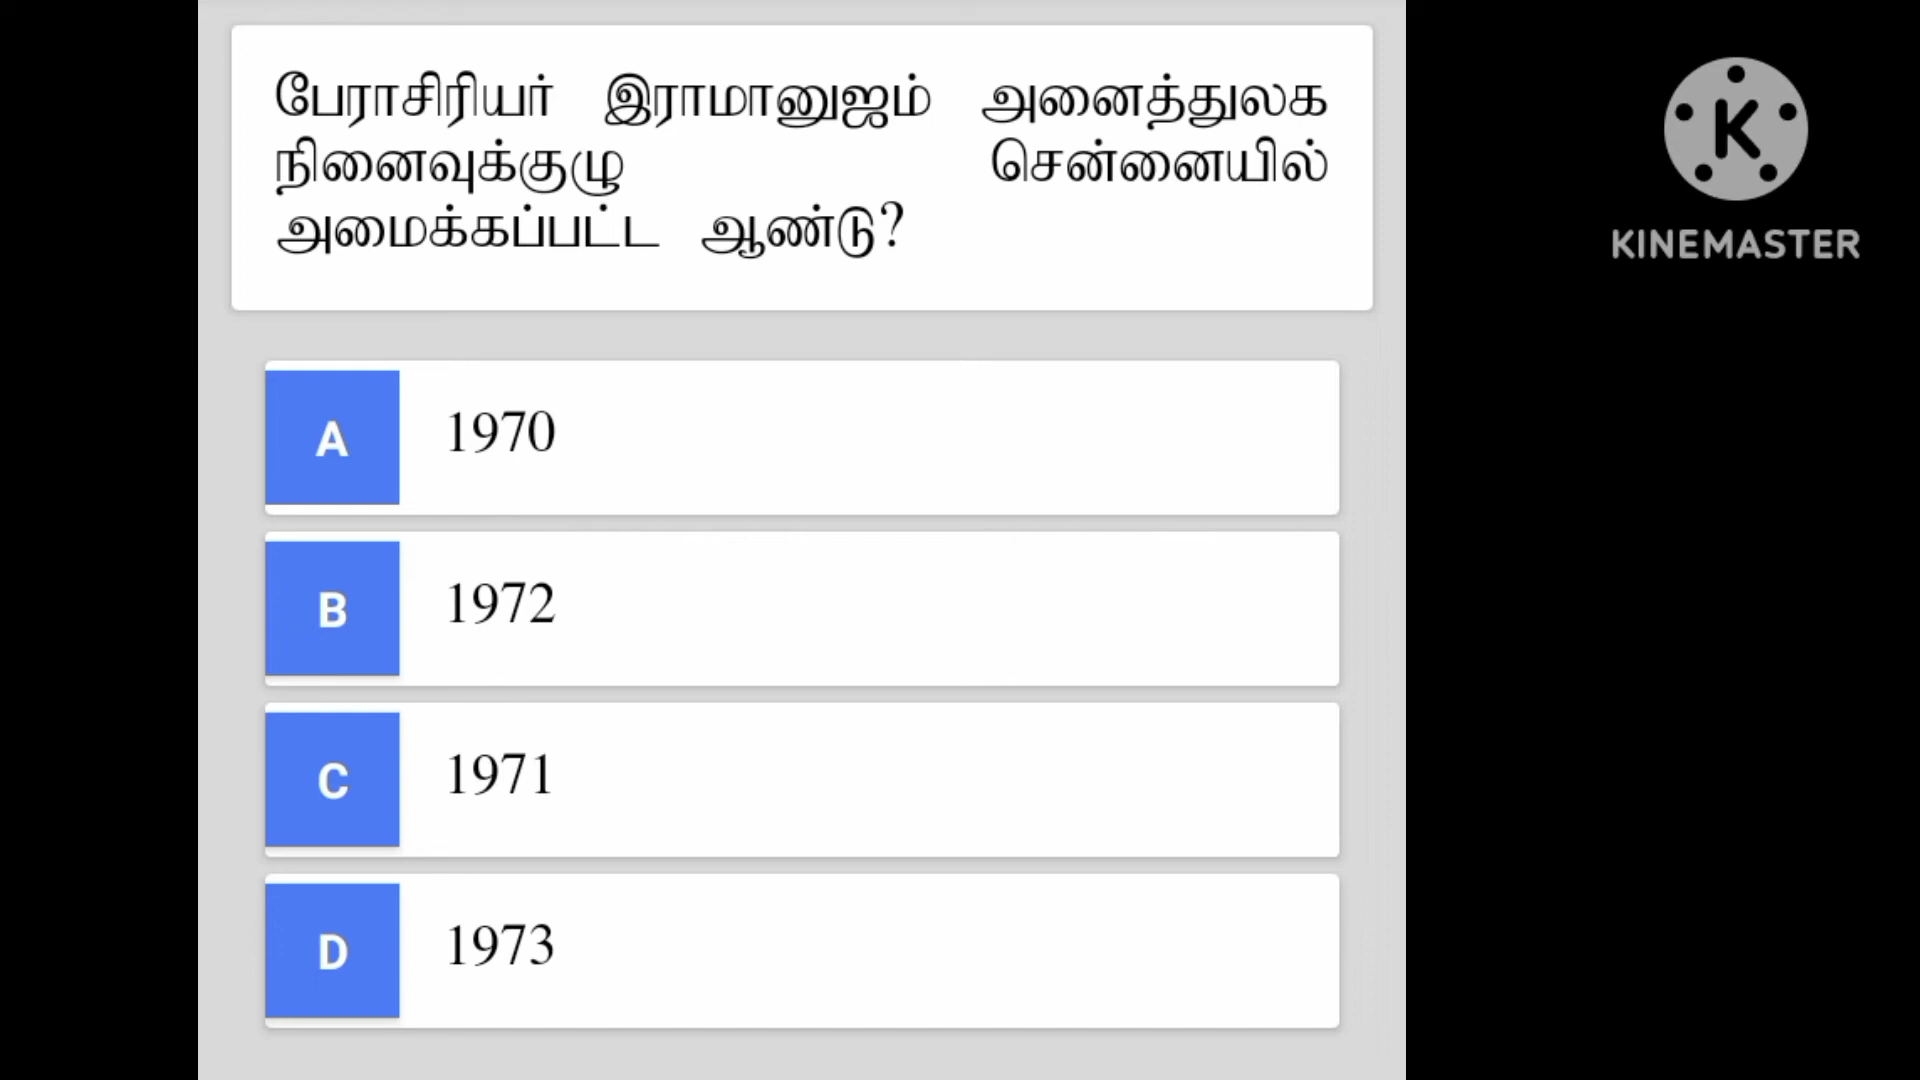 பேராசிரியர் இராமானுஜம் அனைத்துலக
நினைவுக்குழு சென்னையில்
அமைக்கப்பட்ட ஆண்டு?
A 1970
B 1972
C 1971
D 1973
K
KINEMASTER